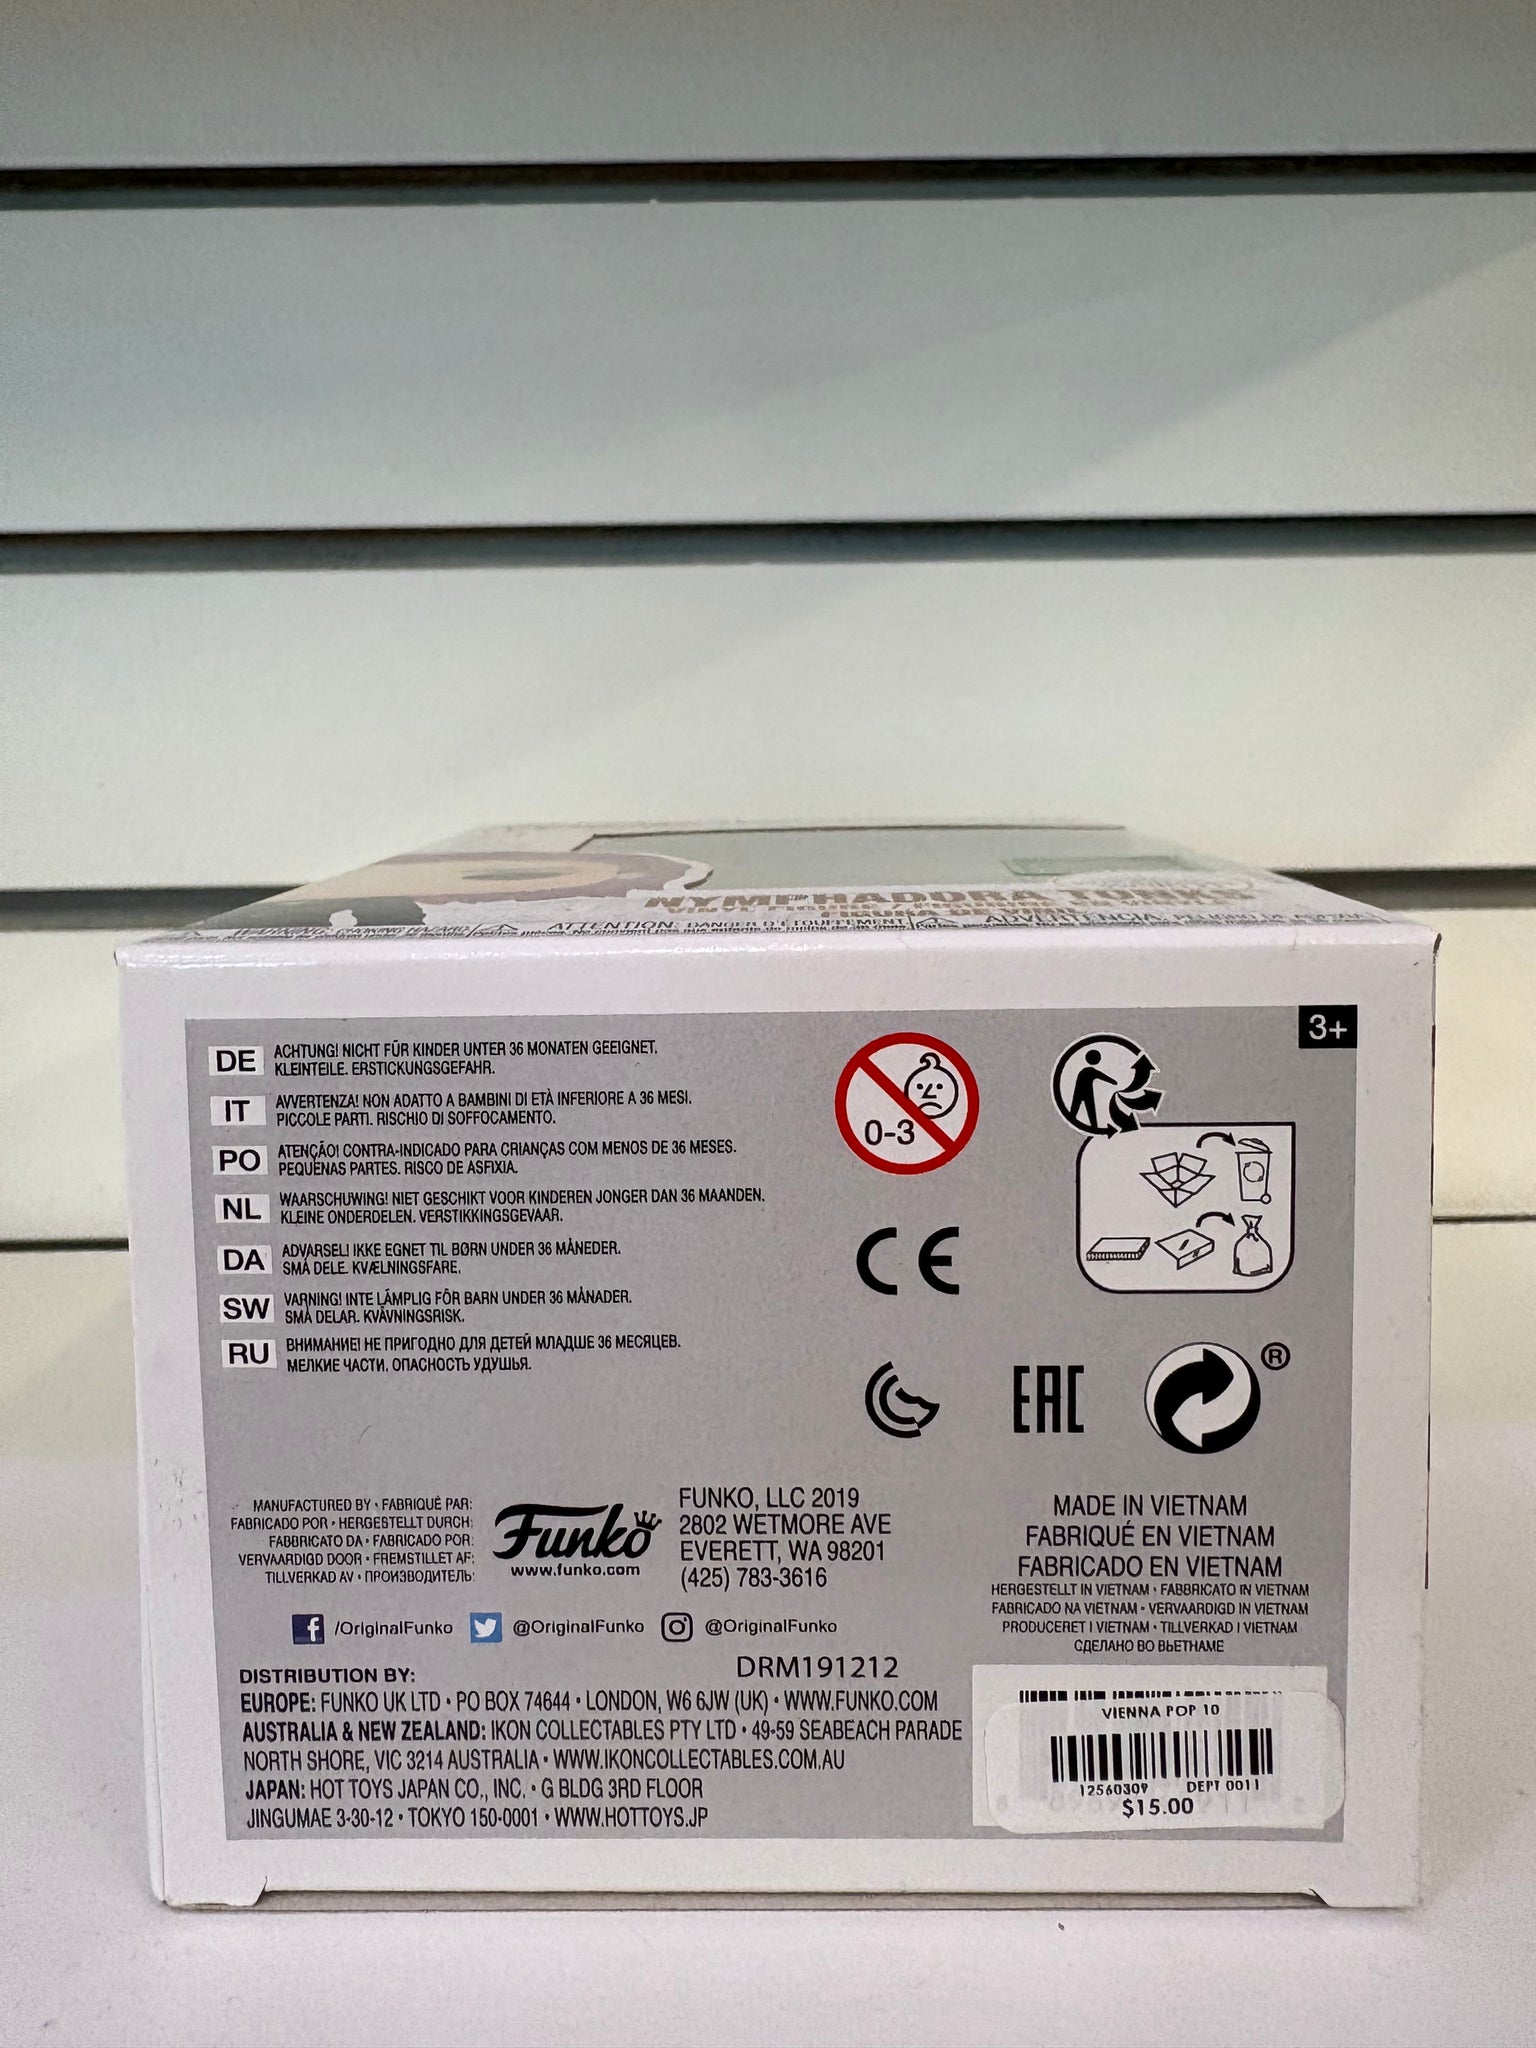 NYMPHADORA TONKS
WARNING: CHOKING HAZARD
ATTENTION: DANGER D'ÉTOUFFEMENT
ADVERTENCIA: PELIGRO DE ASFIXIA
3+
DE ACHTUNG! NICHT FÜR KINDER UNTER 36 MONATEN GEEIGNET.
KLEINTEILE. ERSTICKUNGSGEFAHR.
IT AVVERTENZA! NON ADATTO A BAMBINI DI ETÀ INFERIORE A 36 MESI.
PICCOLE PARTI. RISCHIO DI SOFFOCAMENTO.
PO ATENÇÃO! CONTRA-INDICADO PARA CRIANÇAS COM MENOS DE 36 MESES.
PEQUENAS PARTES. RISCO DE ASFIXIA.
NL WAARSCHUWING! NIET GESCHIKT VOOR KINDEREN JONGER DAN 36 MAANDEN.
KLEINE ONDERDELEN. VERSTIKKINGSGEVAAR.
DA ADVARSEL! IKKE EGNET TIL BØRN UNDER 36 MÅNEDER.
SMÅ DELE. KVÆLNINGSFARE.
SW VARNING! INTE LÄMPLIG FÖR BARN UNDER 36 MÅNADER.
SMÅ DELAR. KVÄVNINGSRISK.
RU ВНИМАНИЕ! НЕ ПРИГОДНО ДЛЯ ДЕТЕЙ МЛАДШЕ 36 МЕСЯЦЕВ.
МЕЛКИЕ ЧАСТИ. ОПАСНОСТЬ УДУШЬЯ.
0-3
CE
EAC
®
MANUFACTURED BY • FABRIQUÉ PAR:
FABRICADO POR • HERGESTELLT DURCH:
FABBRICATO DA • FABRICADO POR:
VERVAARDIGD DOOR • FREMSTILLET AF:
TILLVERKAD AV • ПРОИЗВОДИТЕЛЬ:
Funko
www.funko.com
FUNKO, LLC 2019
2802 WETMORE AVE
EVERETT, WA 98201
(425) 783-3616
MADE IN VIETNAM
FABRIQUÉ EN VIETNAM
FABRICADO EN VIETNAM
HERGESTELLT IN VIETNAM • FABBRICATO IN VIETNAM
FABRICADO NA VIETNAM • VERVAARDIGD IN VIETNAM
PRODUCERET I VIETNAM • TILLVERKAD I VIETNAM
СДЕЛАНО ВО ВЬЕТНАМЕ
/OriginalFunko @OriginalFunko @OriginalFunko
DISTRIBUTION BY: DRM191212
EUROPE: FUNKO UK LTD • PO BOX 74644 • LONDON, W6 6JW (UK) • WWW.FUNKO.COM
AUSTRALIA & NEW ZEALAND: IKON COLLECTABLES PTY LTD • 49-59 SEABEACH PARADE
NORTH SHORE, VIC 3214 AUSTRALIA • WWW.IKONCOLLECTABLES.COM.AU
JAPAN: HOT TOYS JAPAN CO., INC. • G BLDG 3RD FLOOR
JINGUMAE 3-30-12 • TOKYO 150-0001 • WWW.HOTTOYS.JP
VIENNA POP 10
12560309 DEPT 0011
$15.00